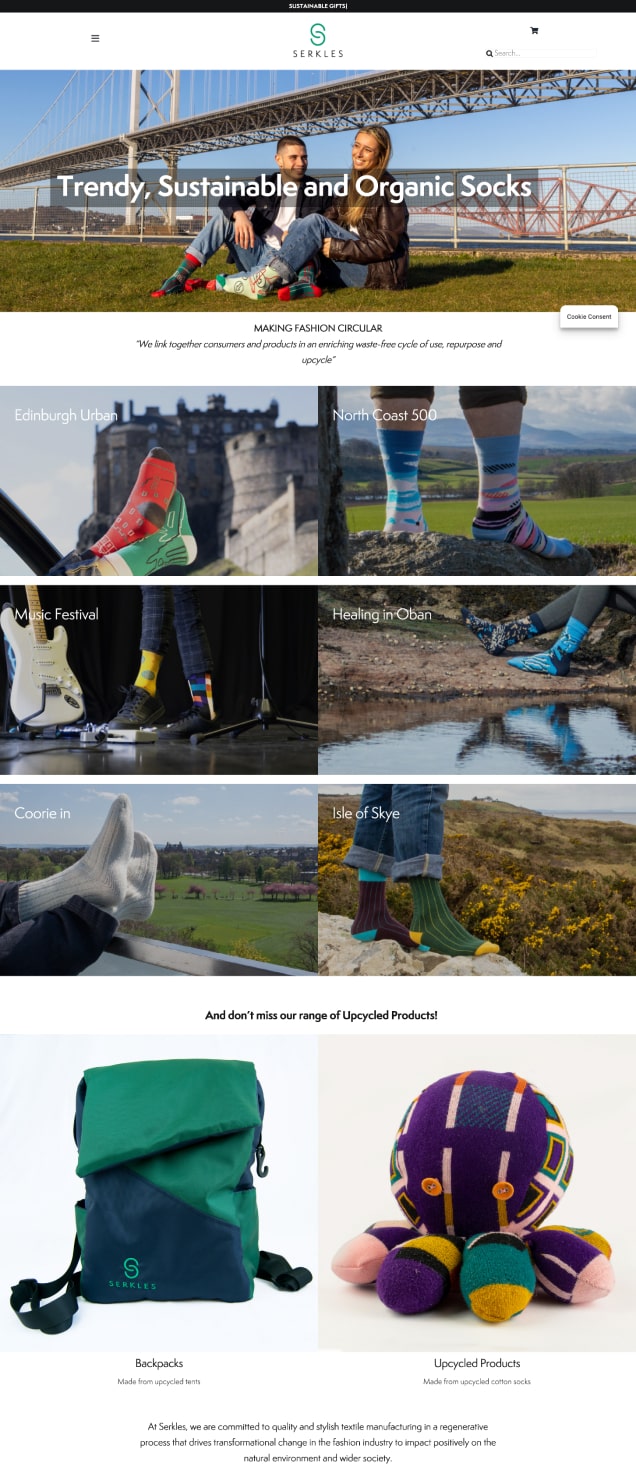 SUSTAINABLE GIFTS|
SERKLES
Search...
Trendy, Sustainable and Organic Socks
Cookie Consent
MAKING FASHION CIRCULAR
"We link together consumers and products in an enriching waste-free cycle of use, repurpose and
upcycle"
Edinburgh Urban
North Coast 500
Music Festival
Healing in Oban
Coorie in
Isle of Skye
And don't miss our range of Upcycled Products!
SERKLES
Backpacks
Upcycled Products
Made from upcycled tents
Made from upcycled cotton socks
At Serkles, we are committed to quality and stylish textile manufacturing in a regenerative
process that drives transformational change in the fashion industry to impact positively on the
natural environment and wider society.